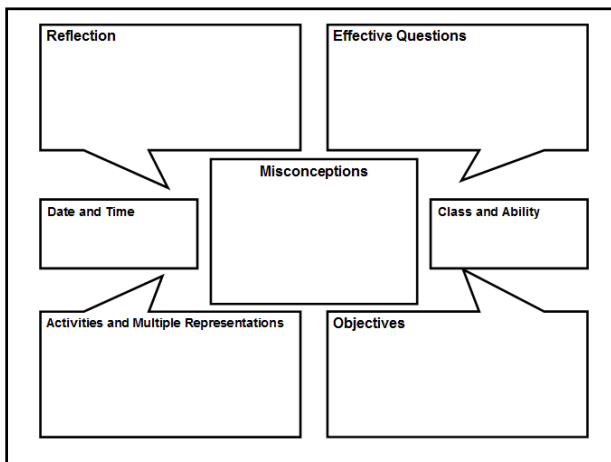 Reflection
Effective Questions
Misconceptions
Date and Time
Class and Ability
Activities and Multiple Representations
Objectives